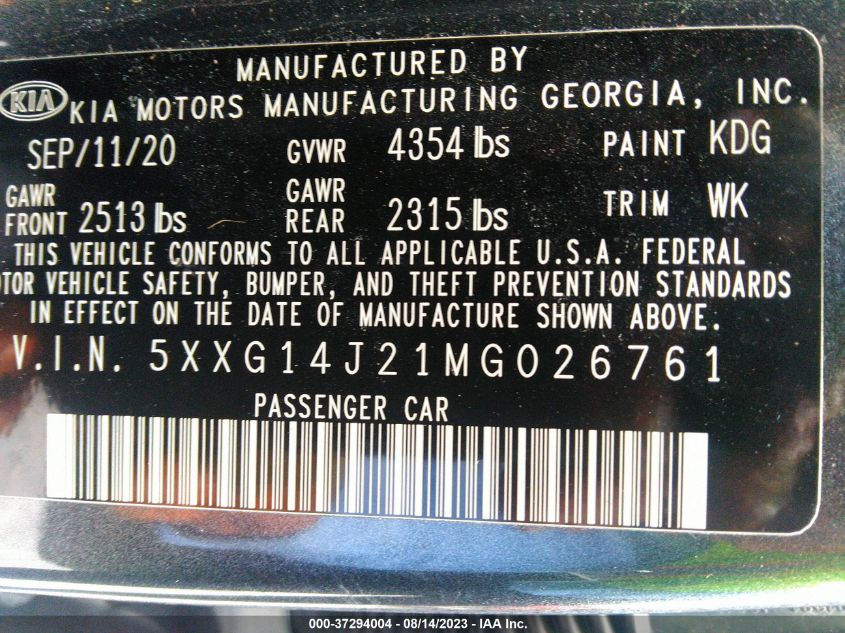 MANUFACTURED BY
KIA KIA MOTORS MANUFACTURING GEORGIA, INC.
SEP/11/20 GVWR 4354 lbs PAINT KDG
GAWR FRONT 2513 lbs GAWR REAR 2315 lbs TRIM WK
THIS VEHICLE CONFORMS TO ALL APPLICABLE U.S.A. FEDERAL
VEHICLE SAFETY, BUMPER, AND THEFT PREVENTION STANDARDS
IN EFFECT ON THE DATE OF MANUFACTURE SHOWN ABOVE.
V.I.N. 5XXG14J21MG026761
PASSENGER CAR
000-37294004 - 08/14/2023 - IAA Inc.